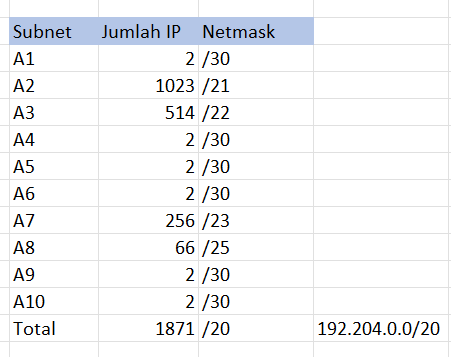 Subnet Jumlah IP Netmask
A1 2 /30
A2 1023 /21
A3 514 /22
A4 2 /30
A5 2 /30
A6 2 /30
A7 256 /23
A8 66 /25
A9 2 /30
A10 2 /30
Total 1871 /20 192.204.0.0/20